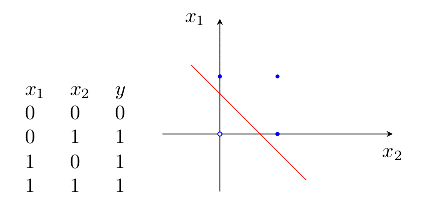 x₁ x₂ y
0 0 0
0 1 1
1 0 1
1 1 1
x₁
x₂